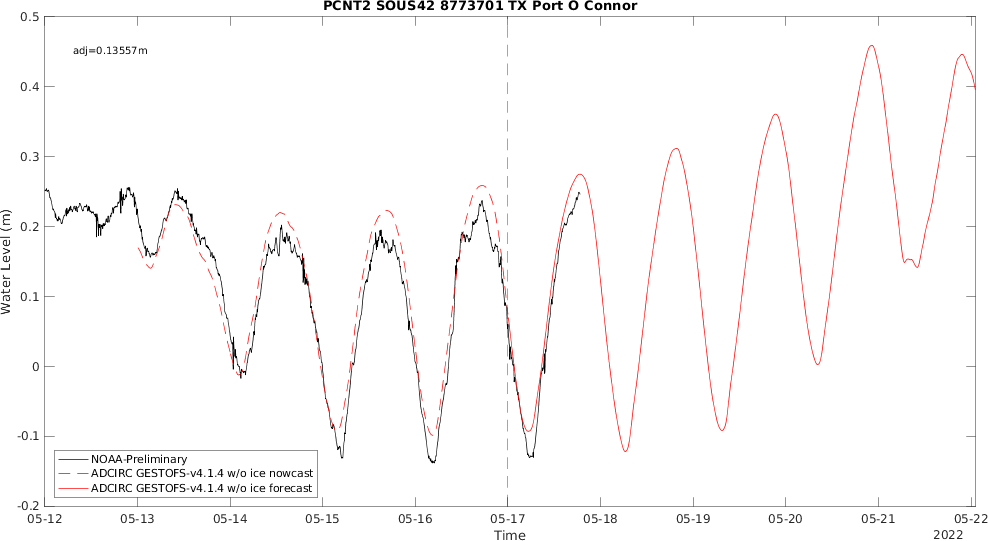 PCNT2 SOUS42 8773701 TX Port O Connor
adj=0.13557m
Water Level (m)
0.5
0.4
0.3
0.2
0.1
0
-0.1
-0.2
NOAA-Preliminary
ADCIRC GESTOFS-v4.1.4 w/o ice nowcast
ADCIRC GESTOFS-v4.1.4 w/o ice forecast
05-12 05-13 05-14 05-15 05-16 05-17 05-18 05-19 05-20 05-21 05-22
Time
2022